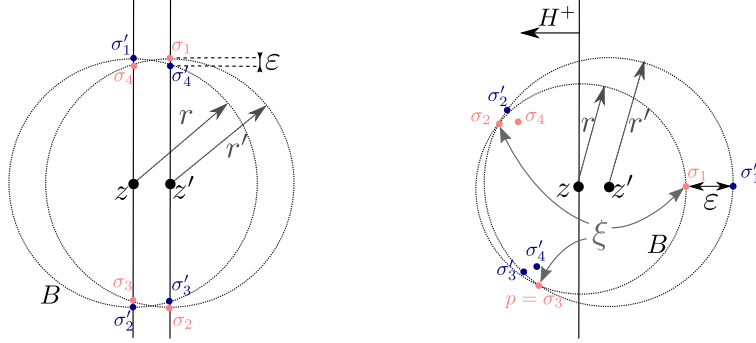 σ′₁ σ₁
σ₄ σ′₄ ε
r
r′
z z′
B
σ₃ σ′₃
σ′₂ σ₂
H⁺
σ′₂
σ₂ σ₄
r r′
z z′
σ₁ σ′₁
ε
ξ
B
σ′₃ σ′₄
p = σ₃